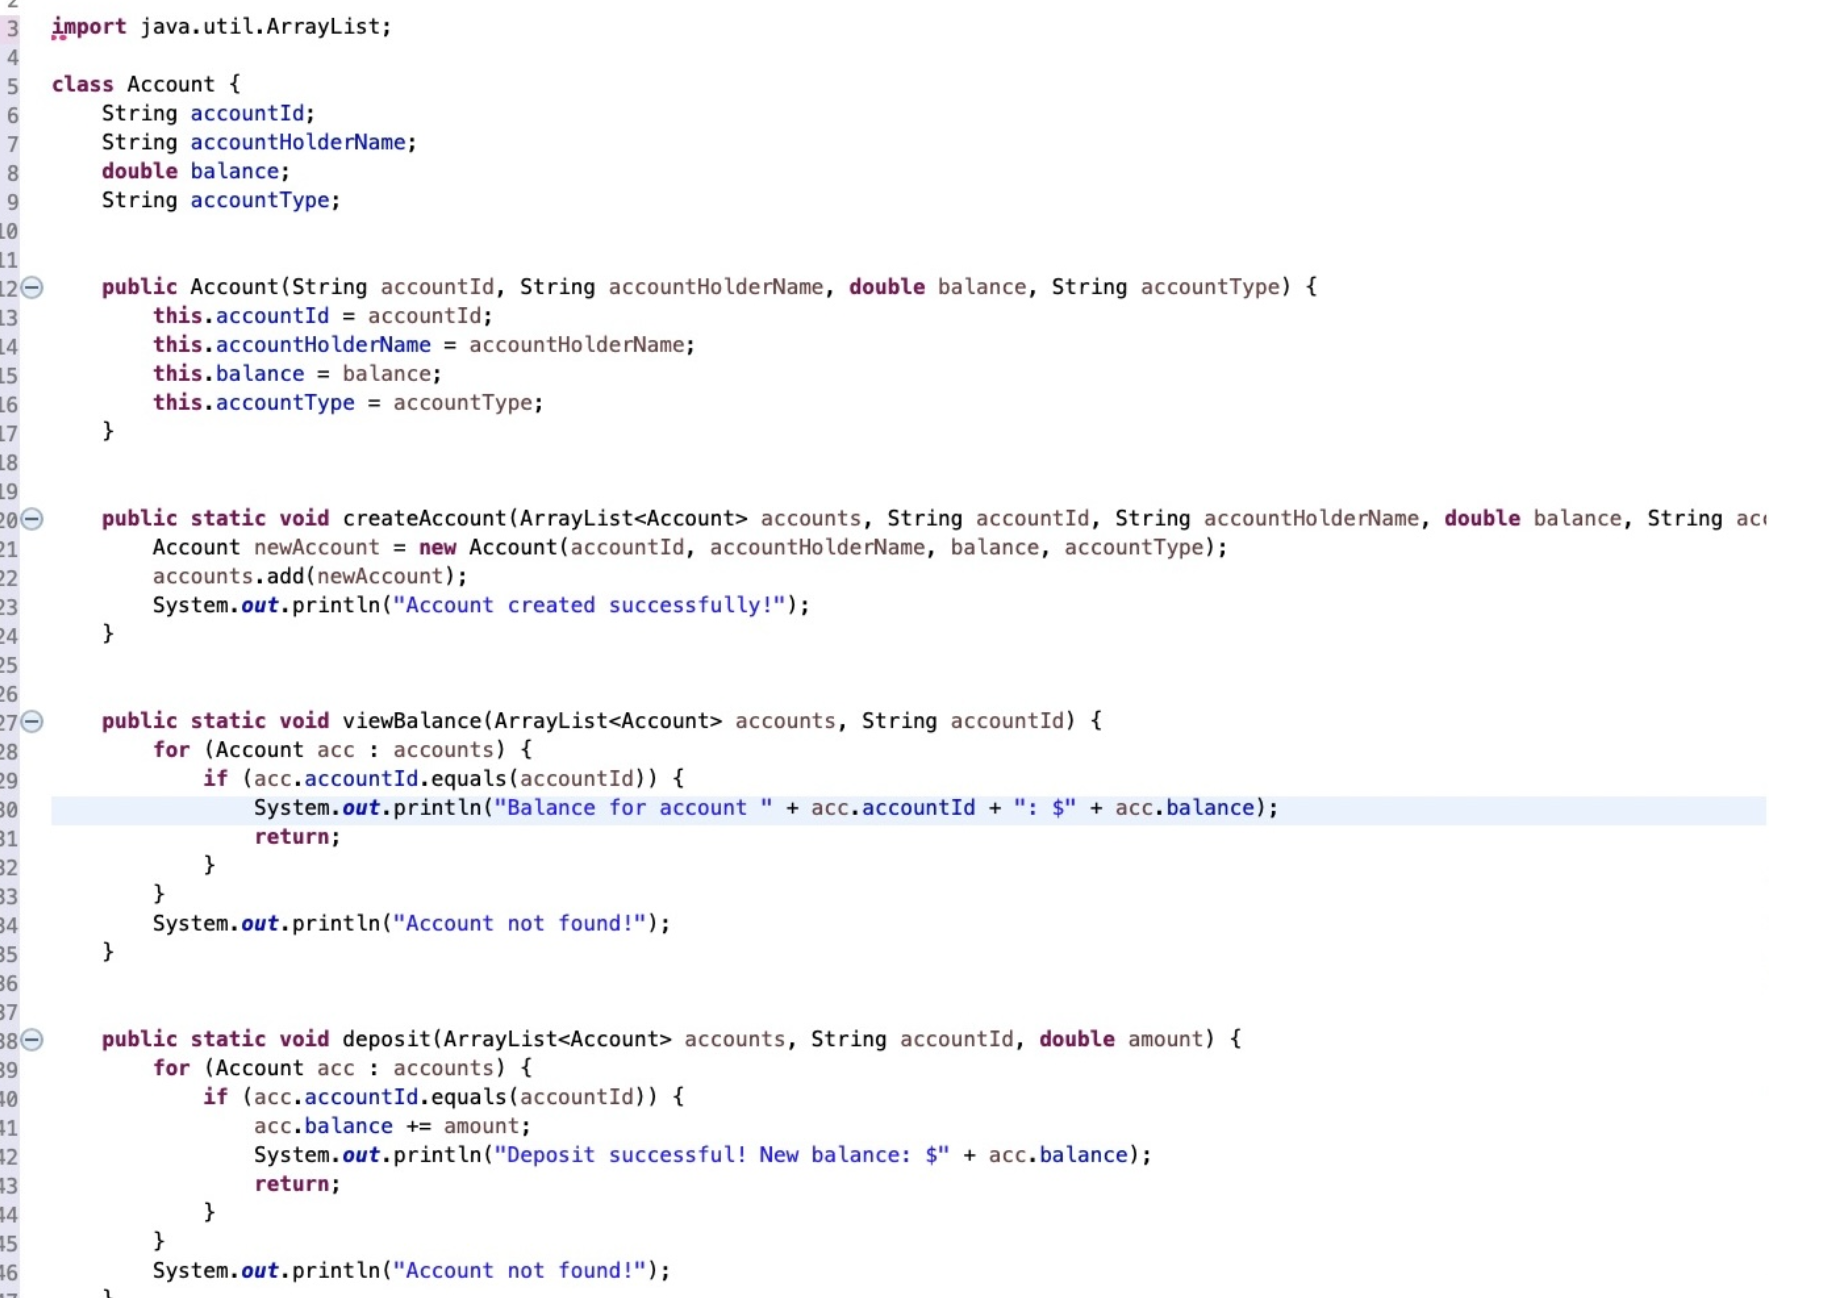 3 import java.util.ArrayList;
4
5 class Account {
6     String accountId;
7     String accountHolderName;
8     double balance;
9     String accountType;
10
11
12     public Account(String accountId, String accountHolderName, double balance, String accountType) {
13         this.accountId = accountId;
14         this.accountHolderName = accountHolderName;
15         this.balance = balance;
16         this.accountType = accountType;
17     }
18
19
20     public static void createAccount(ArrayList<Account> accounts, String accountId, String accountHolderName, double balance, String
21         Account newAccount = new Account(accountId, accountHolderName, balance, accountType);
22         accounts.add(newAccount);
23         System.out.println("Account created successfully!");
24     }
25
26
27     public static void viewBalance(ArrayList<Account> accounts, String accountId) {
28         for (Account acc : accounts) {
29             if (acc.accountId.equals(accountId)) {
30                 System.out.println("Balance for account " + acc.accountId + ": $" + acc.balance);
31                 return;
32             }
33         }
34         System.out.println("Account not found!");
35     }
36
37
38     public static void deposit(ArrayList<Account> accounts, String accountId, double amount) {
39         for (Account acc : accounts) {
40             if (acc.accountId.equals(accountId)) {
41                 acc.balance += amount;
42                 System.out.println("Deposit successful! New balance: $" + acc.balance);
43                 return;
44             }
45         }
46         System.out.println("Account not found!");